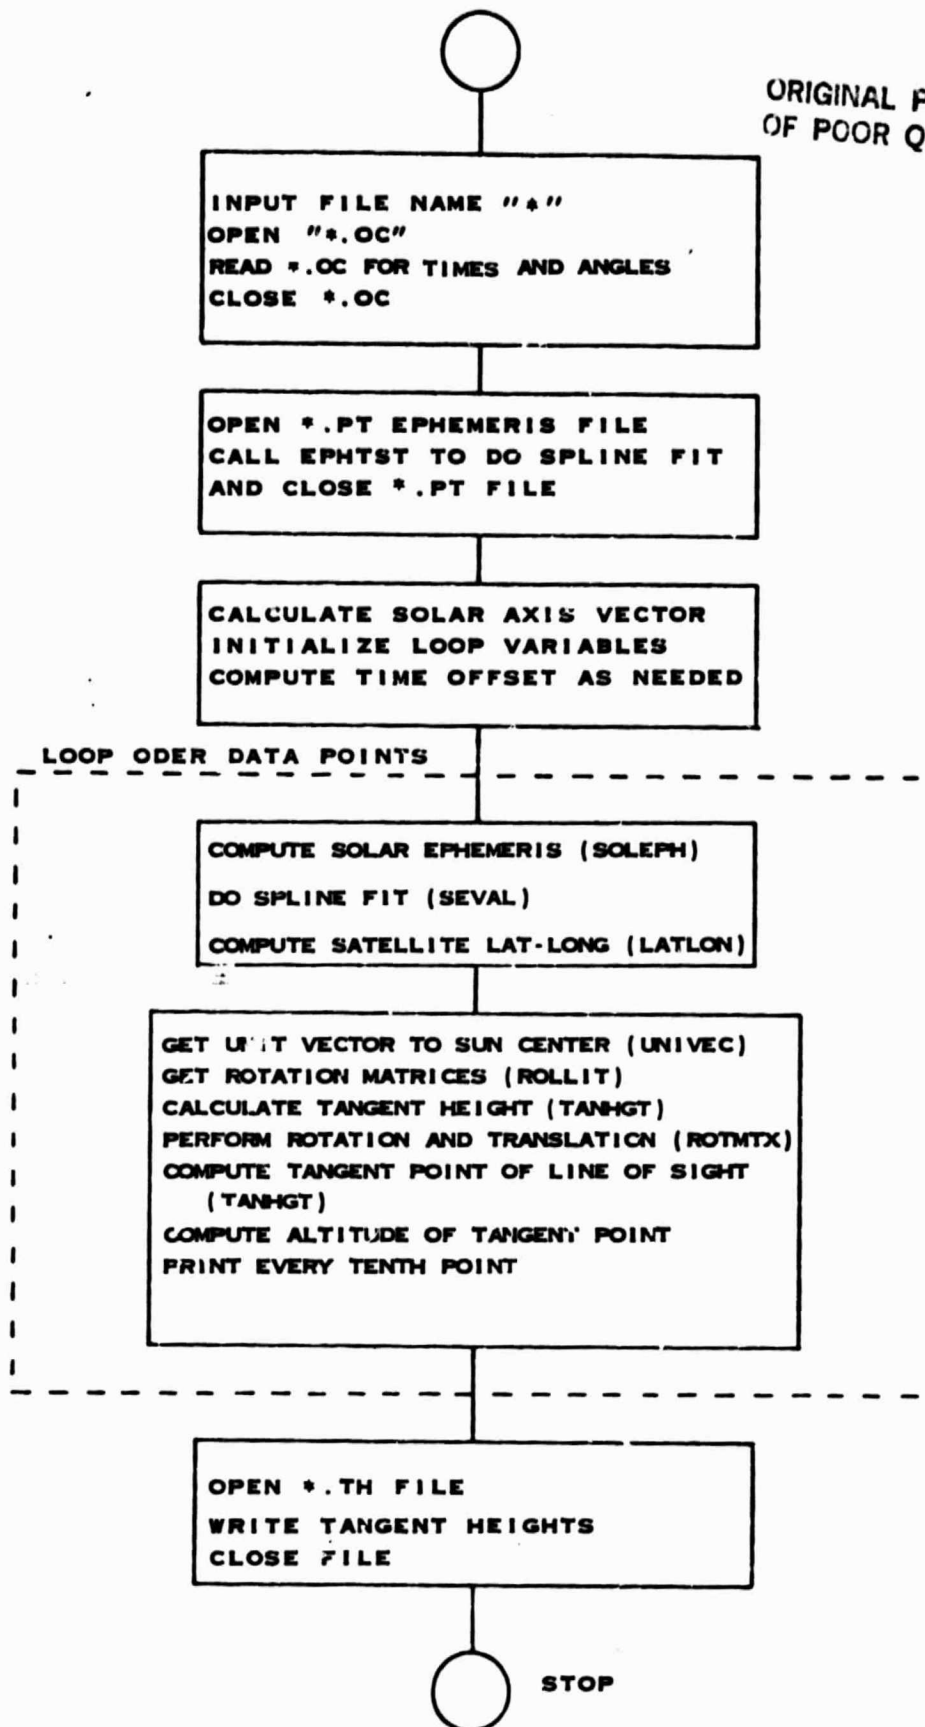 ORIGINAL P
OF POOR Q
INPUT FILE NAME "*"
OPEN "*.OC"
READ *.OC FOR TIMES AND ANGLES
CLOSE *.OC
OPEN *.PT EPHEMERIS FILE
CALL EPHTST TO DO SPLINE FIT
AND CLOSE *.PT FILE
CALCULATE SOLAR AXIS VECTOR
INITIALIZE LOOP VARIABLES
COMPUTE TIME OFFSET AS NEEDED
LOOP ODER DATA POINTS
COMPUTE SOLAR EPHEMERIS (SOLEPH)
DO SPLINE FIT (SEVAL)
COMPUTE SATELLITE LAT-LONG (LATLON)
GET UNIT VECTOR TO SUN CENTER (UNIVEC)
GET ROTATION MATRICES (ROLLIT)
CALCULATE TANGENT HEIGHT (TANHGT)
PERFORM ROTATION AND TRANSLATION (ROTMTX)
COMPUTE TANGENT POINT OF LINE OF SIGHT
(TANHGT)
COMPUTE ALTITUDE OF TANGENT POINT
PRINT EVERY TENTH POINT
OPEN *.TH FILE
WRITE TANGENT HEIGHTS
CLOSE FILE
STOP